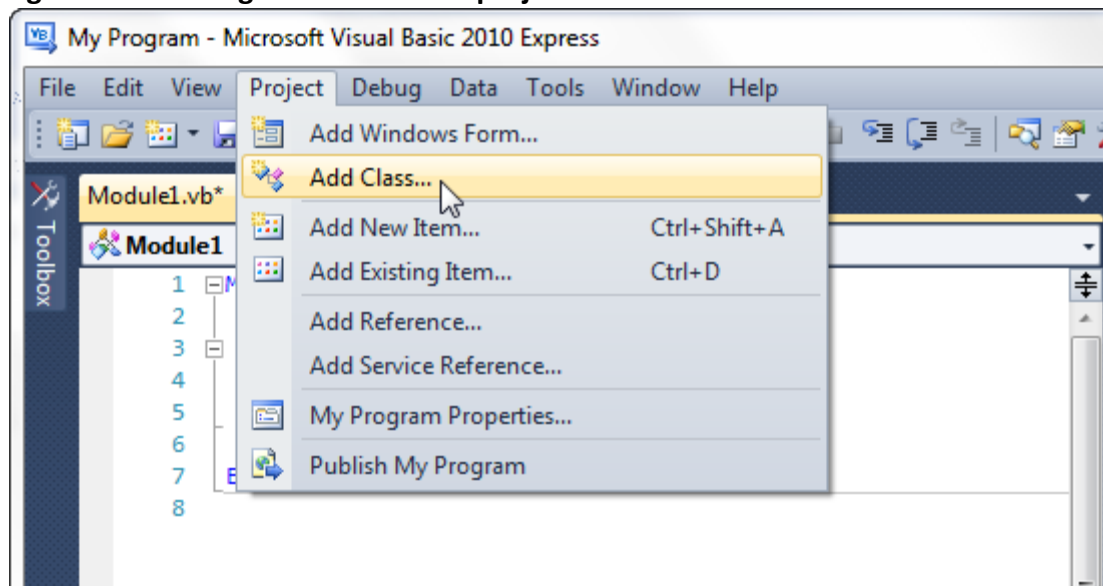 My Program - Microsoft Visual Basic 2010 Express
File Edit View Project Debug Data Tools Window Help
Add Windows Form...
Add Class...
Add New Item... Ctrl+Shift+A
Add Existing Item... Ctrl+D
Add Reference...
Add Service Reference...
My Program Properties...
Publish My Program
Toolbox
Module1.vb*
Module1
1 M
2
3
4
5
6
7 E
8